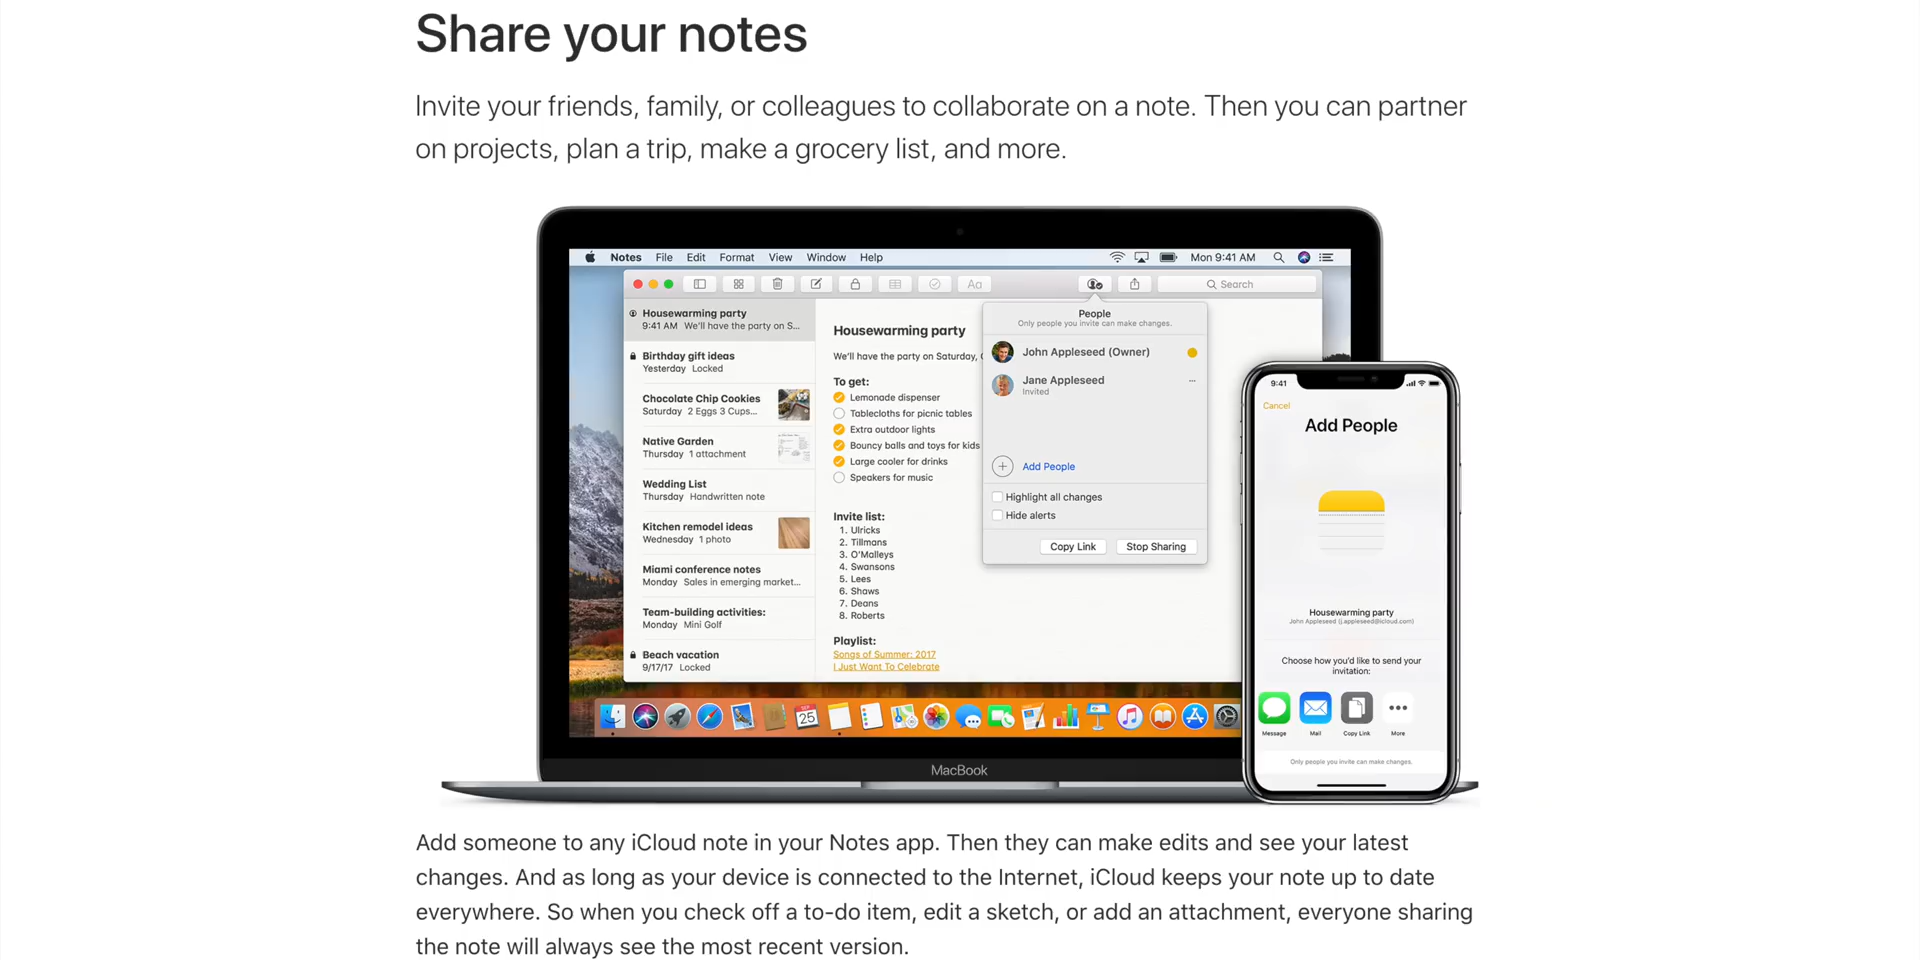 Share your notes
Invite your friends, family, or colleagues to collaborate on a note. Then you can partner
on projects, plan a trip, make a grocery list, and more.
Notes File Edit Format View Window Help
Mon 9:41 AM
Aa
Search
Housewarming party
9:41 AM We'll have the party on S...
Birthday gift ideas
Yesterday Locked
Chocolate Chip Cookies
Saturday 2 Eggs 3 Cups...
Native Garden
Thursday 1 attachment
Wedding List
Thursday Handwritten note
Kitchen remodel ideas
Wednesday 1 photo
Miami conference notes
Monday Sales in emerging market...
Team-building activities:
Monday Mini Golf
Beach vacation
9/17/17 Locked
Housewarming party
We'll have the party on Saturday,
To get:
Lemonade dispenser
Tablecloths for picnic tables
Extra outdoor lights
Bouncy balls and toys for kids
Large cooler for drinks
Speakers for music
Invite list:
1. Ulricks
2. Tillmans
3. O'Malleys
4. Swansons
5. Lees
6. Shaws
7. Deans
8. Roberts
Playlist:
Songs of Summer: 2017
I Just Want To Celebrate
People
Only people you invite can make changes.
John Appleseed (Owner)
Jane Appleseed
Invited
Add People
Highlight all changes
Hide alerts
Copy Link
Stop Sharing
SEP
25
MacBook
9:41
Cancel
Add People
Housewarming party
John Appleseed (j.appleseed@icloud.com)
Choose how you'd like to send your
invitation:
Message Mail Copy Link More
Only people you invite can make changes.
Add someone to any iCloud note in your Notes app. Then they can make edits and see your latest
changes. And as long as your device is connected to the Internet, iCloud keeps your note up to date
everywhere. So when you check off a to-do item, edit a sketch, or add an attachment, everyone sharing
the note will always see the most recent version.